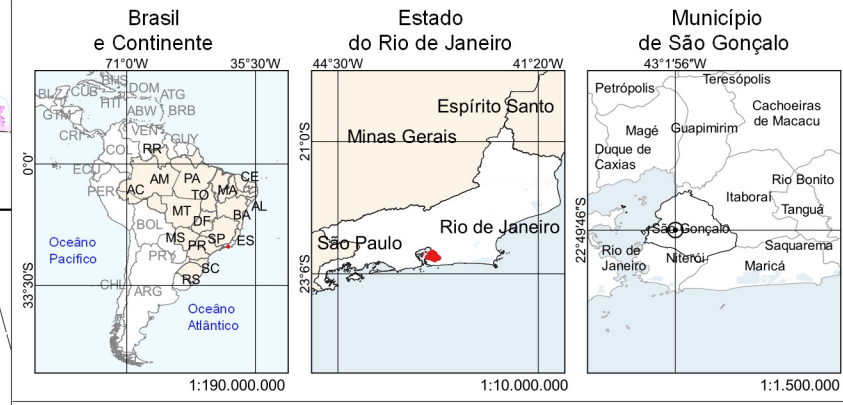 Brasil
e Continente
71°0'W
35°30'W
0°0'
33°30'S
BHS
DOM
ATG
BLZ
CUB
HTI
ABW
BRB
GTM
CRI
VEN
GUY
COL
RR
ECU
AM
PA
CE
PER
AC
TO
MA
MT
DF
BA
AL
BOL
MS
PR
SP
ES
PRY
SC
RS
CHL
ARG
Oceâno
Pacífico
Oceâno
Atlântico
1:190.000.000
Estado
do Rio de Janeiro
44°30'W
41°20'W
21°0'S
23°6'S
Espírito Santo
Minas Gerais
Rio de Janeiro
São Paulo
1:10.000.000
Município
de São Gonçalo
43°1'56"W
22°49'46"S
Petrópolis
Teresópolis
Cachoeiras
de Macacu
Magé
Guapimirim
Duque de
Caxias
Rio Bonito
Itaboraí
Tanguá
São Gonçalo
Saquarema
Rio de
Janeiro
Niterói
Maricá
1:1.500.000